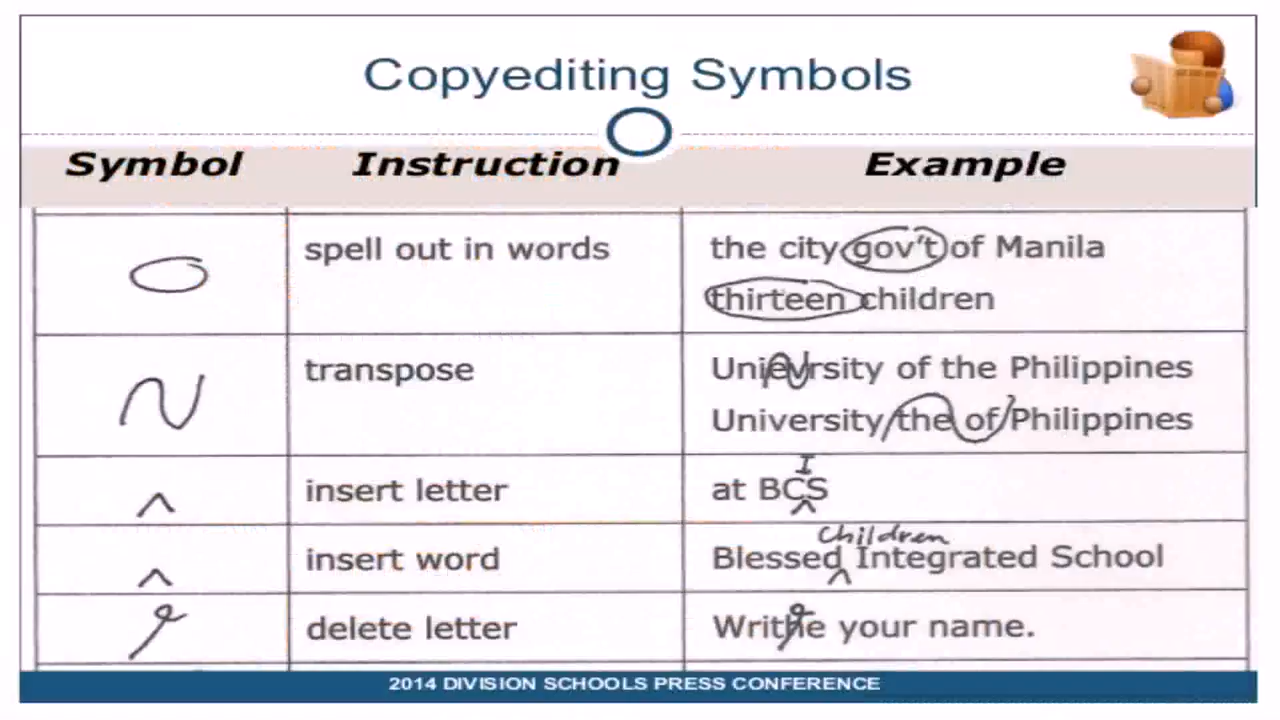 Copyediting Symbols
Symbol Instruction Example
spell out in words the city gov't of Manila
thirteen children
transpose Unievrsity of the Philippines
University the of Philippines
I
insert letter at BCS
Children
insert word Blessed Integrated School
delete letter Writhe your name.
2014 DIVISION SCHOOLS PRESS CONFERENCE